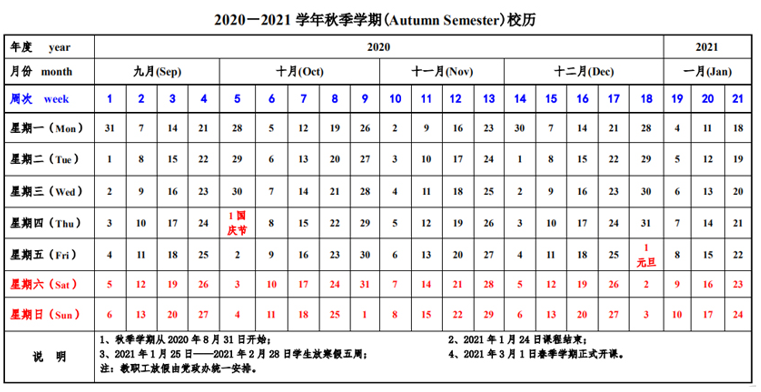 2020－2021 学年秋季学期(Autumn Semester)校历
年度 year 2020 2021
月份 month 九月(Sep) 十月(Oct) 十一月(Nov) 十二月(Dec) 一月(Jan)
周次 week 1 2 3 4 5 6 7 8 9 10 11 12 13 14 15 16 17 18 19 20 21
星期一(Mon) 31 7 14 21 28 5 12 19 26 2 9 16 23 30 7 14 21 28 4 11 18
星期二(Tue) 1 8 15 22 29 6 13 20 27 3 10 17 24 1 8 15 22 29 5 12 19
星期三(Wed) 2 9 16 23 30 7 14 21 28 4 11 18 25 2 9 16 23 30 6 13 20
星期四(Thu) 3 10 17 24 1 国庆节 8 15 22 29 5 12 19 26 3 10 17 24 31 7 14 21
星期五(Fri) 4 11 18 25 2 9 16 23 30 6 13 20 27 4 11 18 25 1 元旦 8 15 22
星期六(Sat) 5 12 19 26 3 10 17 24 31 7 14 21 28 5 12 19 26 2 9 16 23
星期日(Sun) 6 13 20 27 4 11 18 25 1 8 15 22 29 6 13 20 27 3 10 17 24
说 明
1、秋季学期从 2020 年 8 月 31 日开始； 2、2021 年 1 月 24 日课程结束；
3、2021 年 1 月 25 日——2021 年 2 月 28 日学生放寒假五周； 4、2021 年 3 月 1 日春季学期正式开课。
注：教职工放假由党政办统一安排。